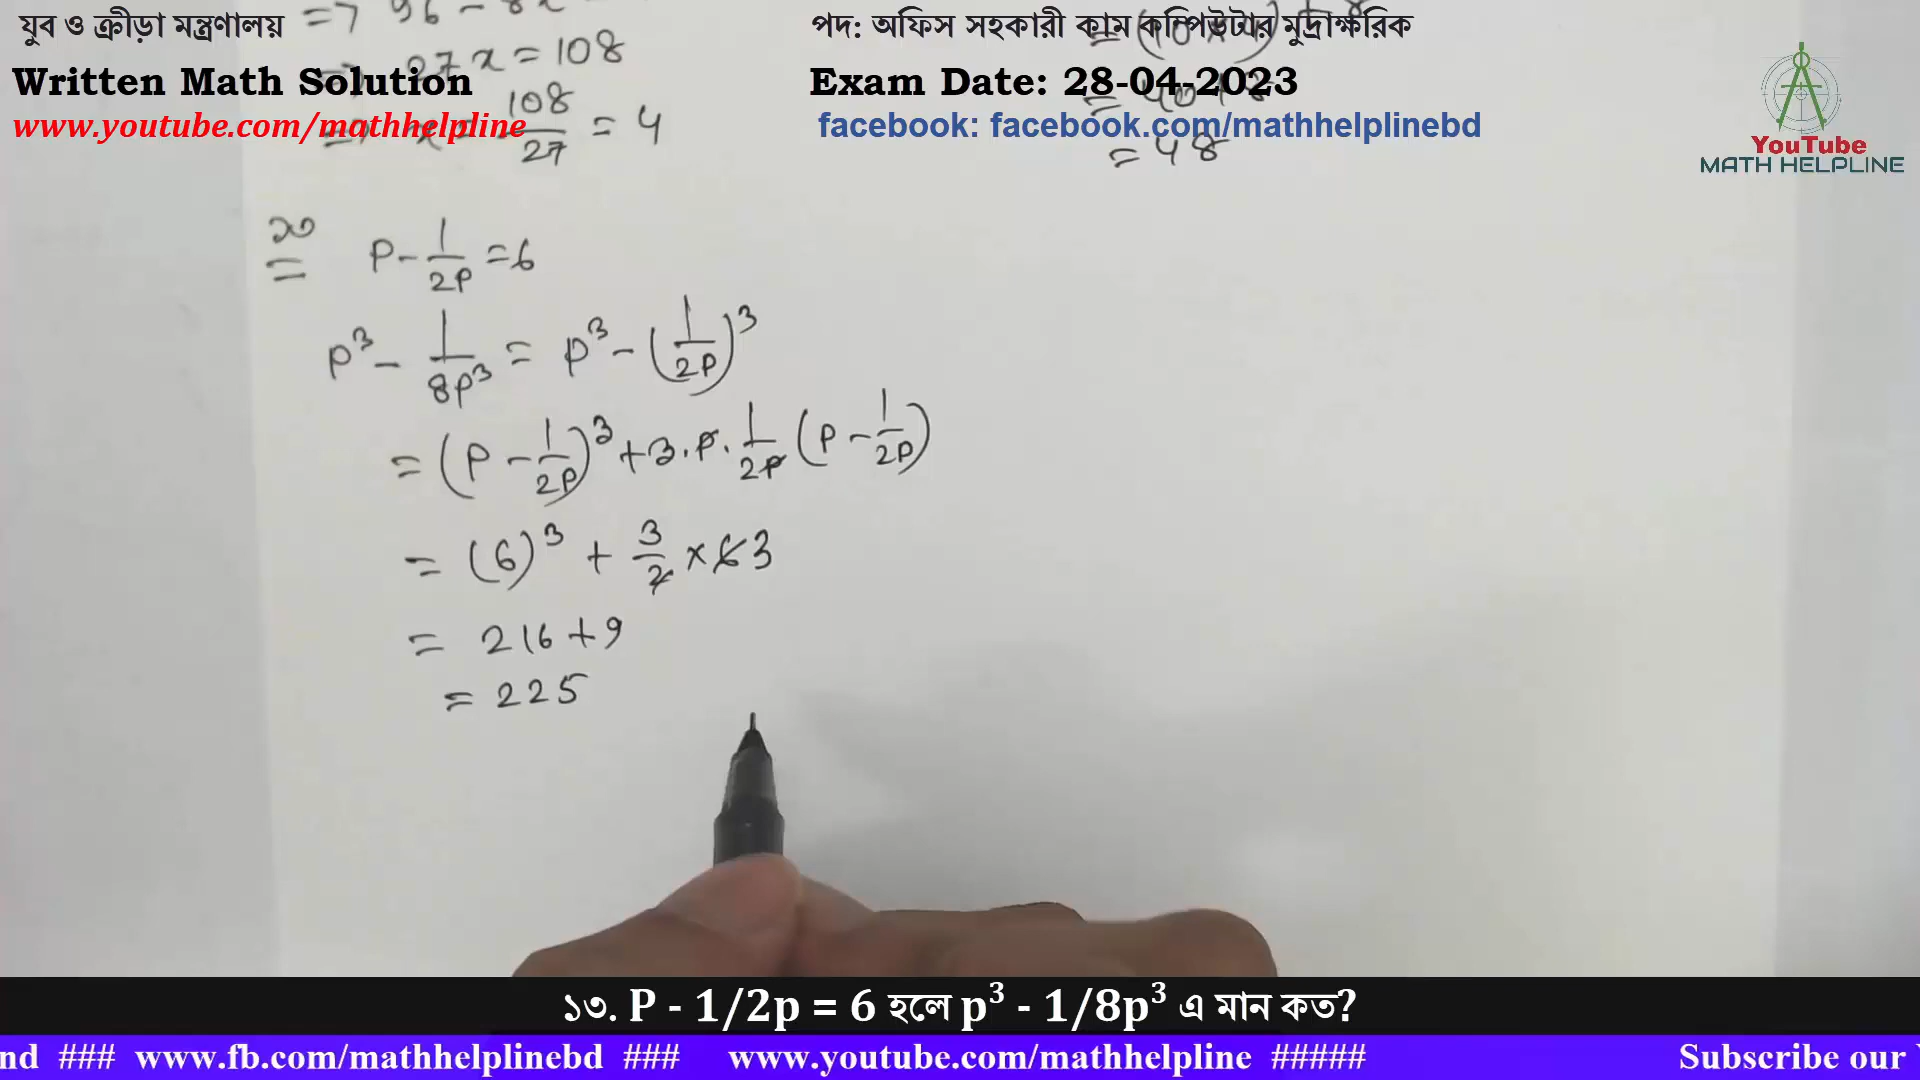 যুব ও ক্রীড়া মন্ত্রণালয়
পদ: অফিস সহকারী কাম কম্পিউটার মুদ্রাক্ষরিক
Written Math Solution
Exam Date: 28-04-2023
www.youtube.com/mathhelpline
facebook: facebook.com/mathhelplinebd
YouTube
MATH HELPLINE
27x = 108
108/27 = 4
= 48
১৩
P - 1/2P = 6
p³ - 1/8p³ = p³ - (1/2P)³
= (P - 1/2P)³ + 3.P. 1/2P (P - 1/2P)
= (6)³ + 3/2 × 6 3
= 216 + 9
= 225
১৩. P - 1/2p = 6 হলে p³ - 1/8p³ এ মান কত?
nd ### www.fb.com/mathhelplinebd ### www.youtube.com/mathhelpline ##### Subscribe our